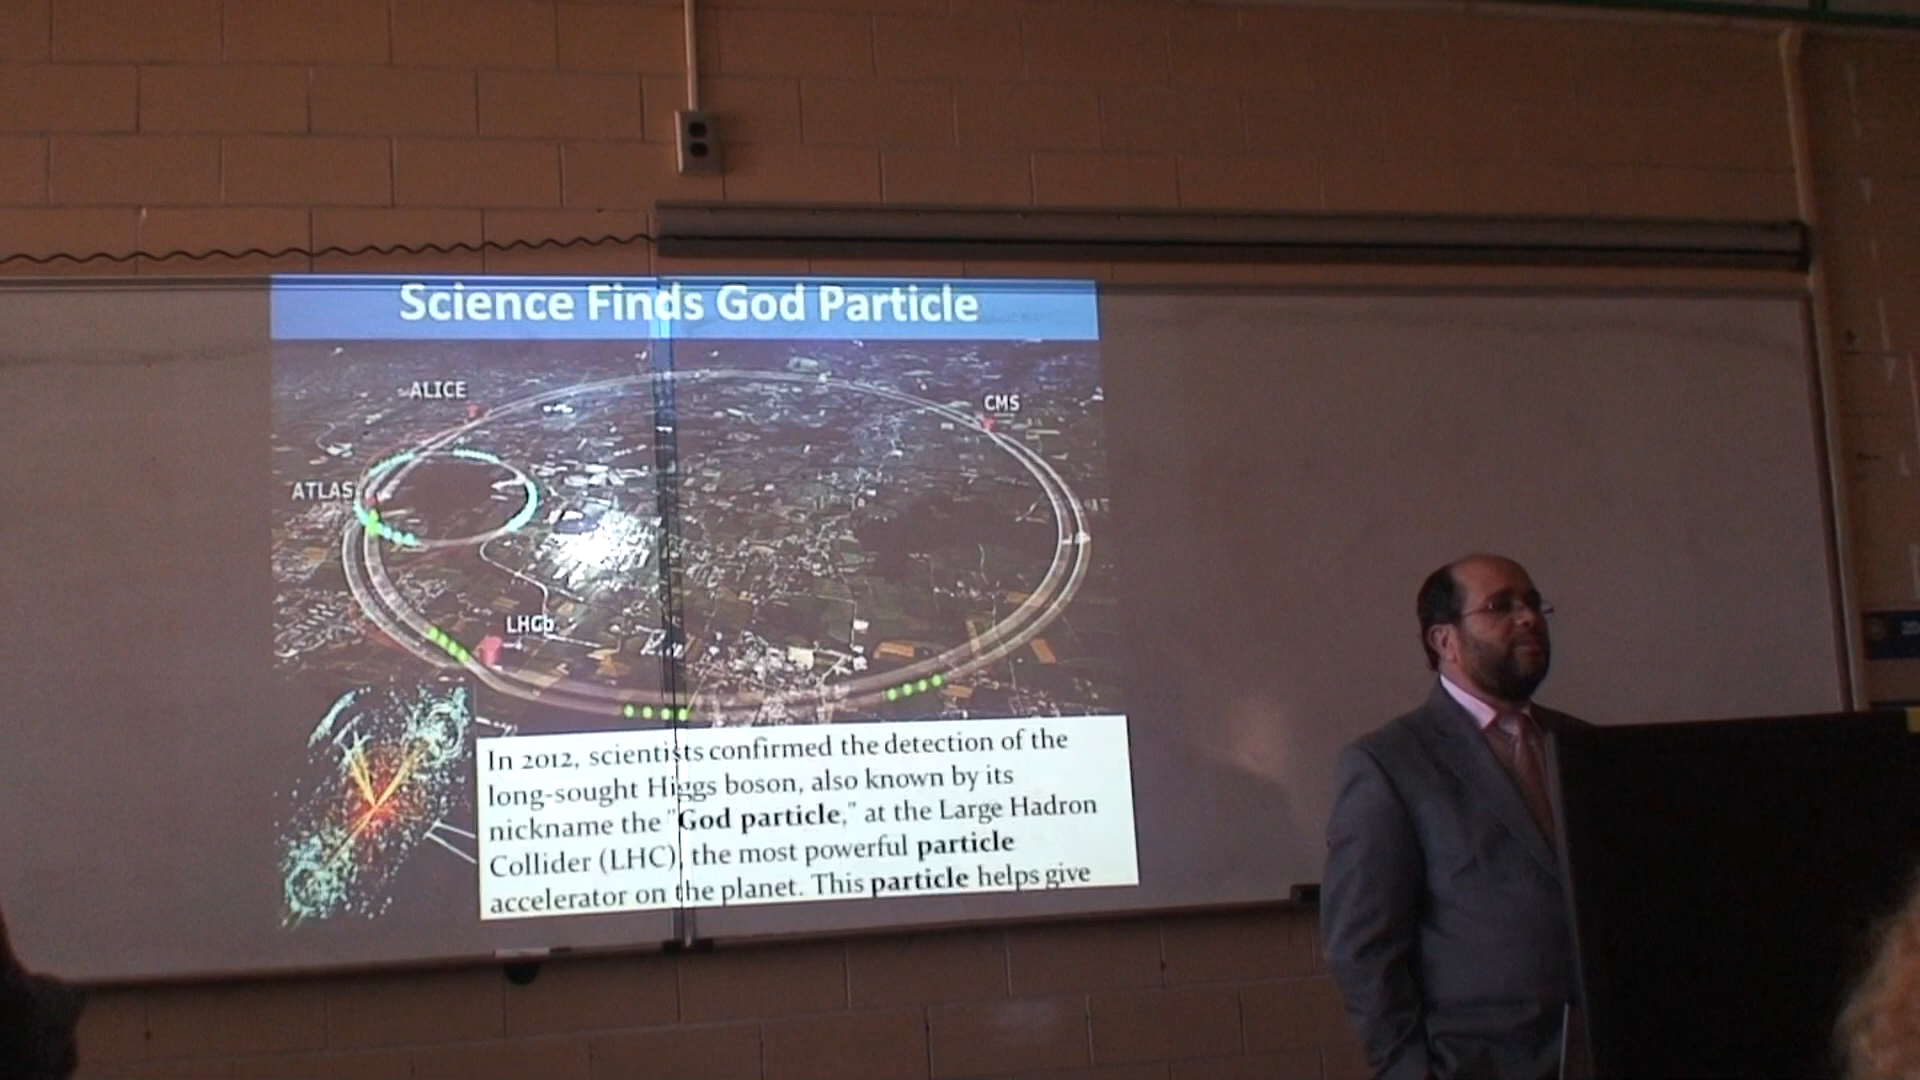 Science Finds God Particle
ALICE
CMS
ATLAS
LHCb
In 2012, scientists confirmed the detection of the
long-sought Higgs boson, also known by its
nickname the "God particle," at the Large Hadron
Collider (LHC), the most powerful particle
accelerator on the planet. This particle helps give